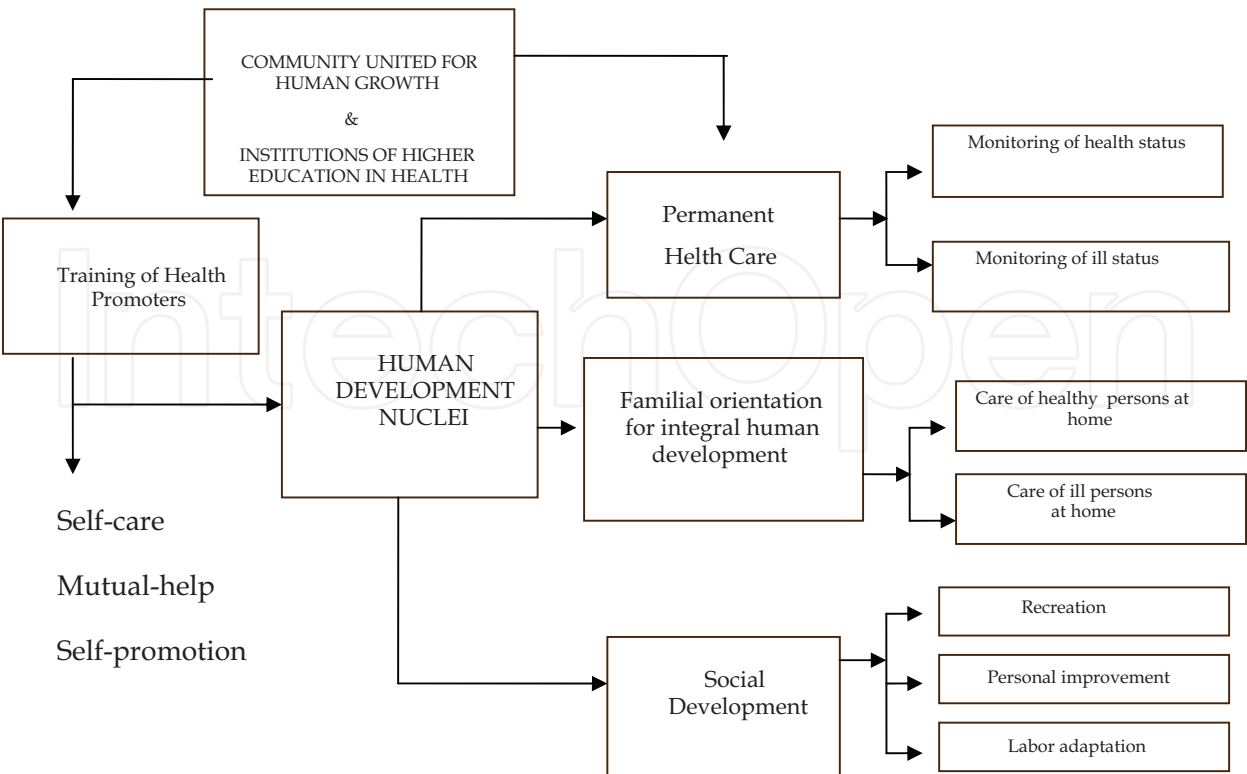 COMMUNITY UNITED FOR
HUMAN GROWTH
&
INSTITUTIONS OF HIGHER
EDUCATION IN HEALTH
Training of Health
Promoters
Self-care
Mutual-help
Self-promotion
HUMAN
DEVELOPMENT
NUCLEI
Permanent
Helth Care
Monitoring of health status
Monitoring of ill status
Familial orientation
for integral human
development
Care of healthy persons at
home
Care of ill persons
at home
Social
Development
Recreation
Personal improvement
Labor adaptation
IntechOpen